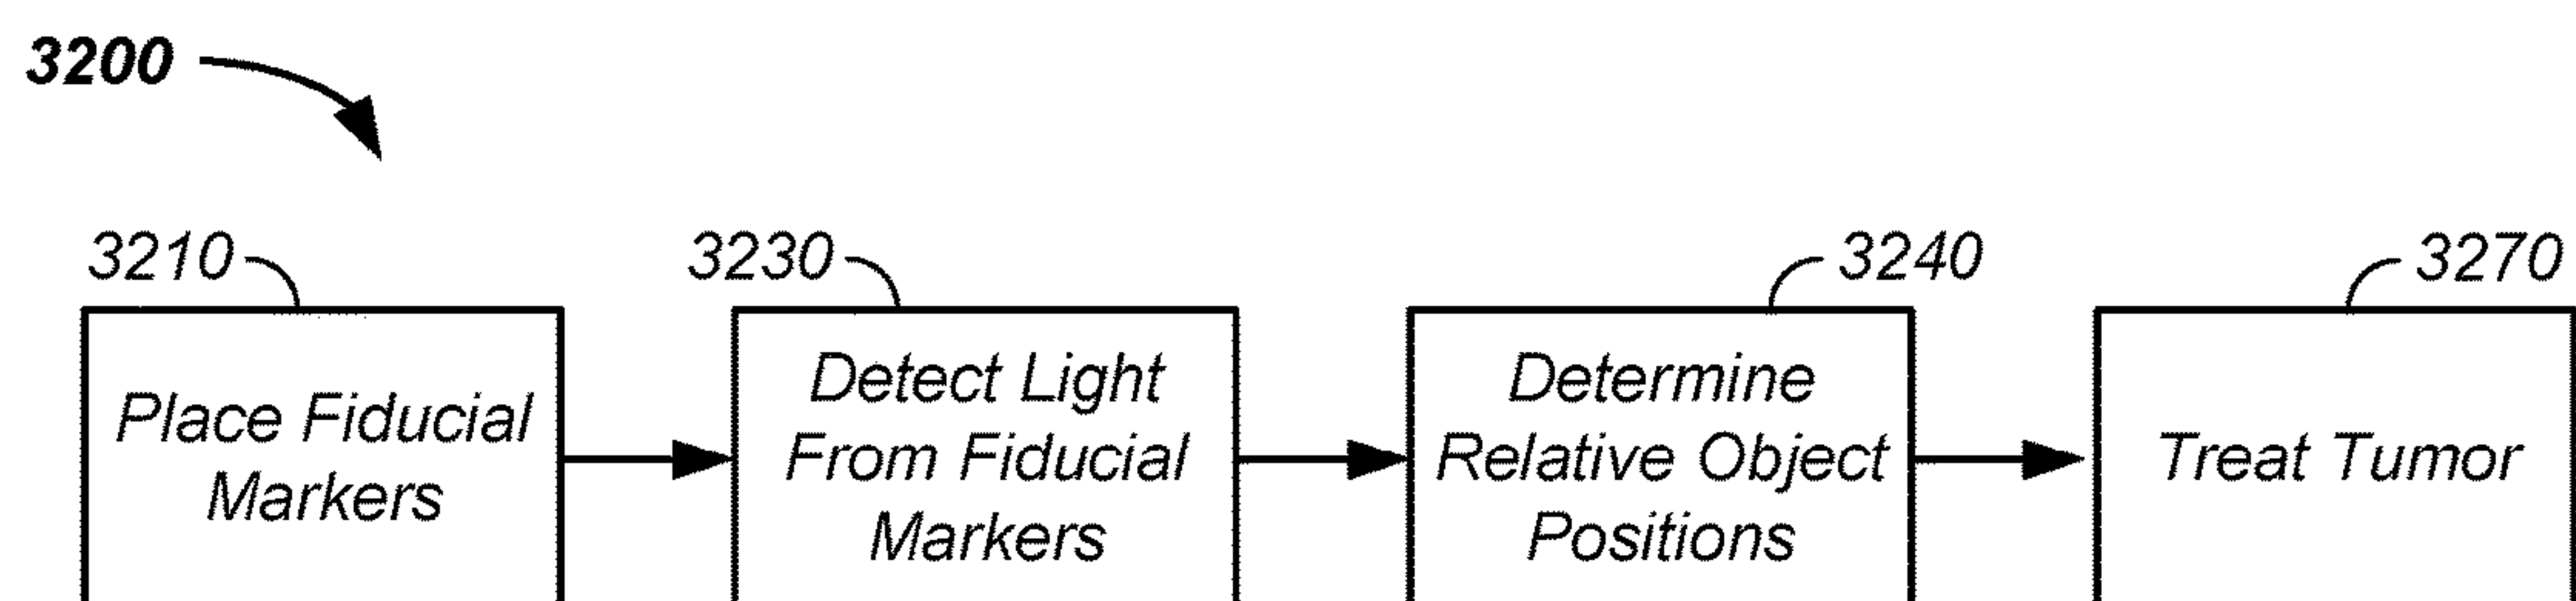 3200
3210
3230
3240
3270
Place Fiducial
Markers
Detect Light
From Fiducial
Markers
Determine
Relative Object
Positions
Treat Tumor